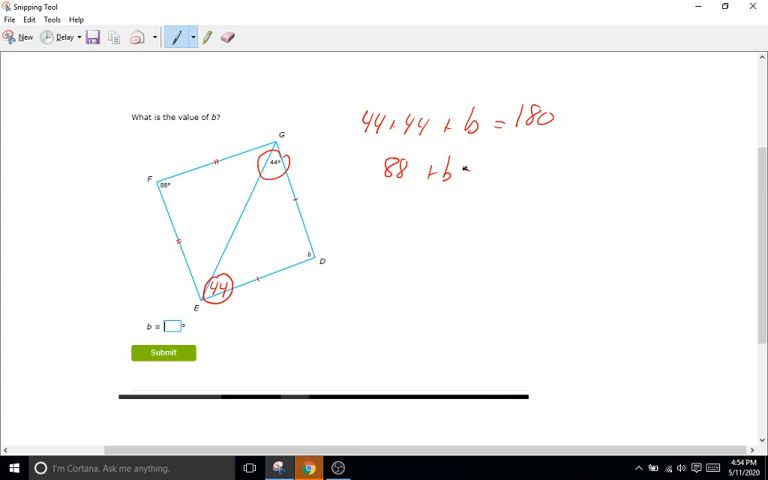 Snipping Tool
File Edit Tools Help
New Delay
What is the value of b?
44+44 + b = 180
88 + b
G
44°
F
88°
b
D
44
E
b = °
Submit
I'm Cortana. Ask me anything.
4:54 PM
5/11/2020